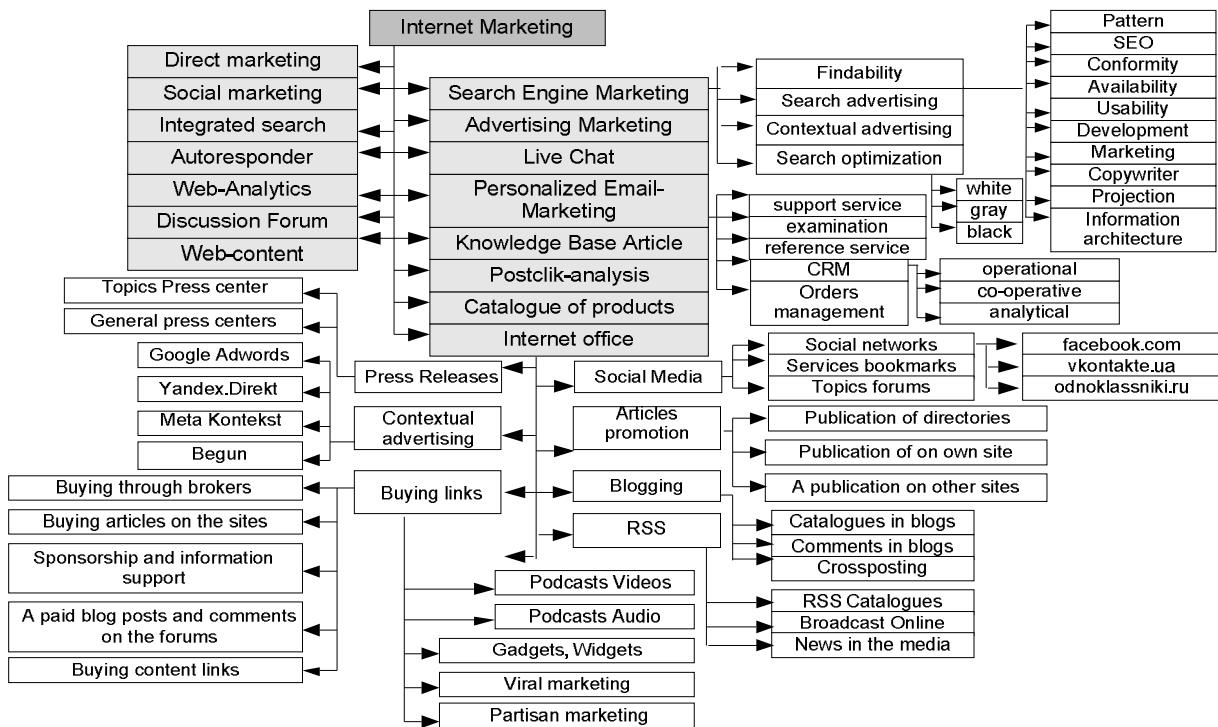 Internet Marketing
Direct marketing
Social marketing
Integrated search
Autoresponder
Web-Analytics
Discussion Forum
Web-content
Search Engine Marketing
Advertising Marketing
Live Chat
Personalized Email-
Marketing
Knowledge Base Article
Postclik-analysis
Catalogue of products
Internet office
Findability
Search advertising
Contextual advertising
Search optimization
Pattern
SEO
Conformity
Availability
Usability
Development
Marketing
Copywriter
Projection
Information
architecture
white
gray
black
support service
examination
reference service
CRM
Orders
management
operational
co-operative
analytical
Topics Press center
General press centers
Google Adwords
Yandex.Direkt
Meta Kontekst
Begun
Press Releases
Contextual
advertising
Buying links
Social Media
Articles
promotion
Blogging
RSS
Social networks
Services bookmarks
Topics forums
facebook.com
vkontakte.ua
odnoklassniki.ru
Publication of directories
Publication of on own site
A publication on other sites
Catalogues in blogs
Comments in blogs
Crossposting
RSS Catalogues
Broadcast Online
News in the media
Buying through brokers
Buying articles on the sites
Sponsorship and information
support
A paid blog posts and comments
on the forums
Buying content links
Podcasts Videos
Podcasts Audio
Gadgets, Widgets
Viral marketing
Partisan marketing